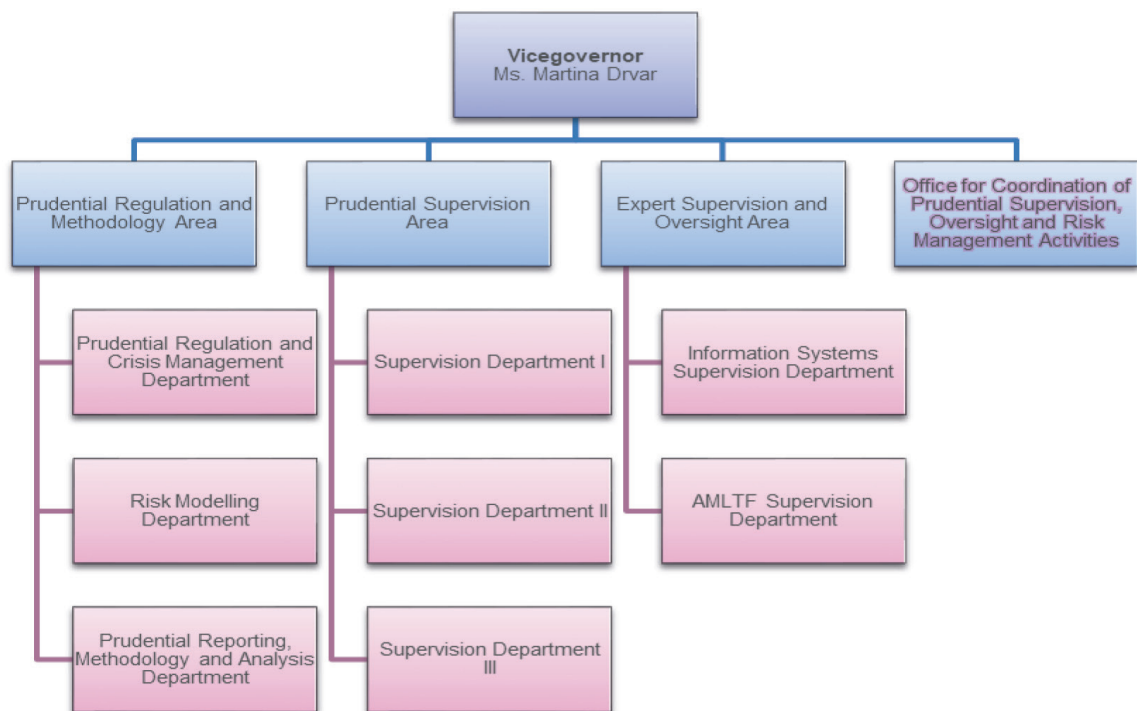 Vicegovernor
Ms. Martina Drvar
Prudential Regulation and
Methodology Area
Prudential Supervision
Area
Expert Supervision and
Oversight Area
Office for Coordination of
Prudential Supervision,
Oversight and Risk
Management Activities
Prudential Regulation and
Crisis Management
Department
Supervision Department I
Information Systems
Supervision Department
Risk Modelling
Department
Supervision Department II
AMLTF Supervision
Department
Prudential Reporting,
Methodology and Analysis
Department
Supervision Department
III